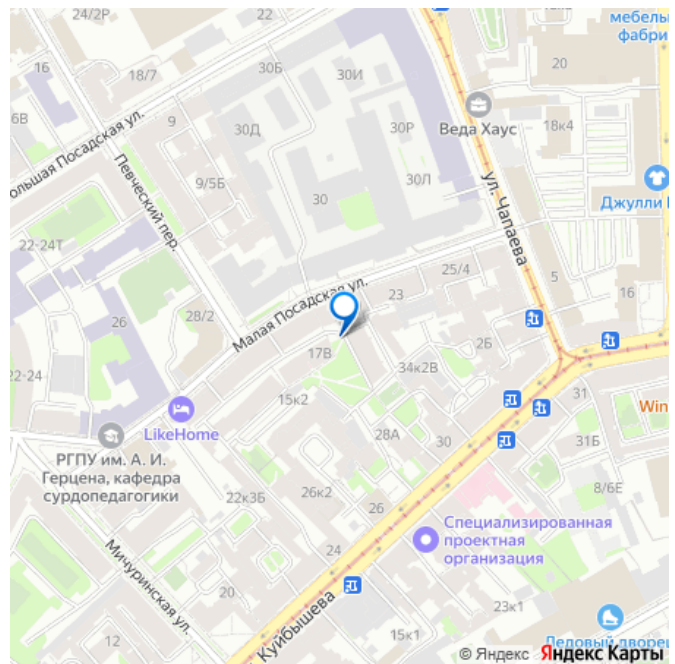 24/2Р
22
мебель
фабри
16
18/7
30Б
30И
20
6В
9
30Д
30Р
Веда Хаус
18к4
ольшая Посадская ул.
Певческий пер.
9/5Б
30Л
30
Джулли
ул. Чапаева
22-24Т
25/4
26
28/2
Малая Посадская ул.
23
5
16
17В
2Б
22-24
34к2В
15к2
31
LikeHome
Win
28А
30
31Б
РГПУ им. А. И.
Герцена, кафедра
сурдопедагогики
22к3Б
26к2
26
8/6Е
Специализированная
проектная
организация
24
Мичуринская ул.
20
Куйбышева
23к1
12
15к1
Ледовый дворец
© Яндекс Яндекс Карты